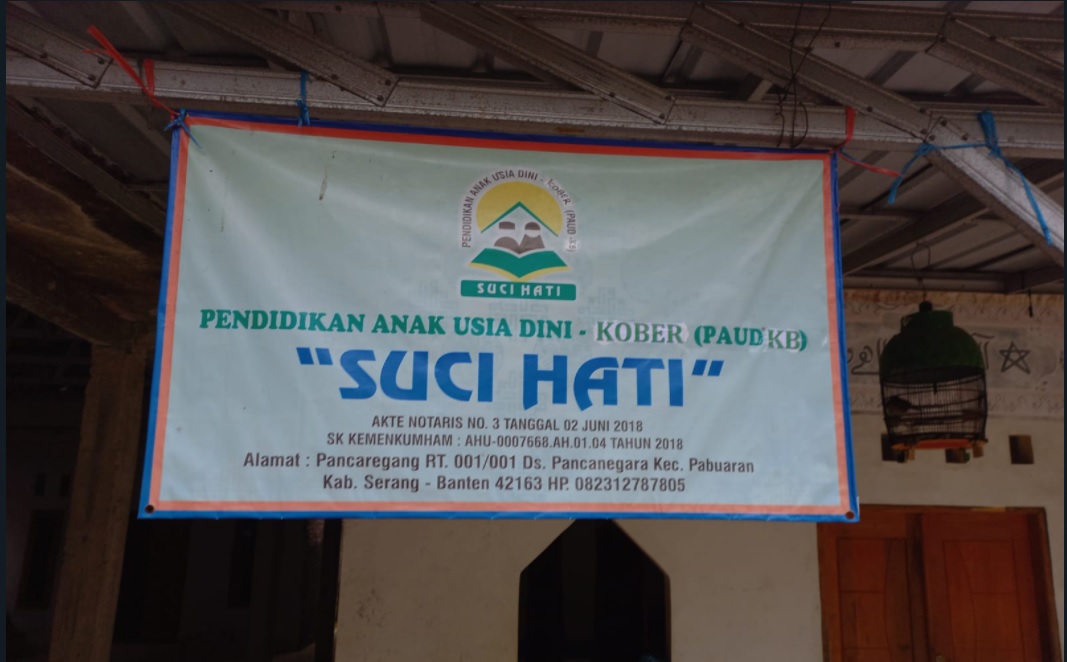 PENDIDIKAN ANAK USIA DINI - KOBER (PAUD
SUCI HATI
PENDIDIKAN ANAK USIA DINI - KOBER (PAUD KB)
"SUCI HATI"
AKTE NOTARIS NO. 3 TANGGAL 02 JUNI 2018
SK KEMENKUMHAM : AHU-0007668.AH.01.04 TAHUN 2018
Alamat : Pancaregang RT. 001/001 Ds. Pancanegara Kec. Pabuaran
Kab. Serang - Banten 42163 HP. 082312787805